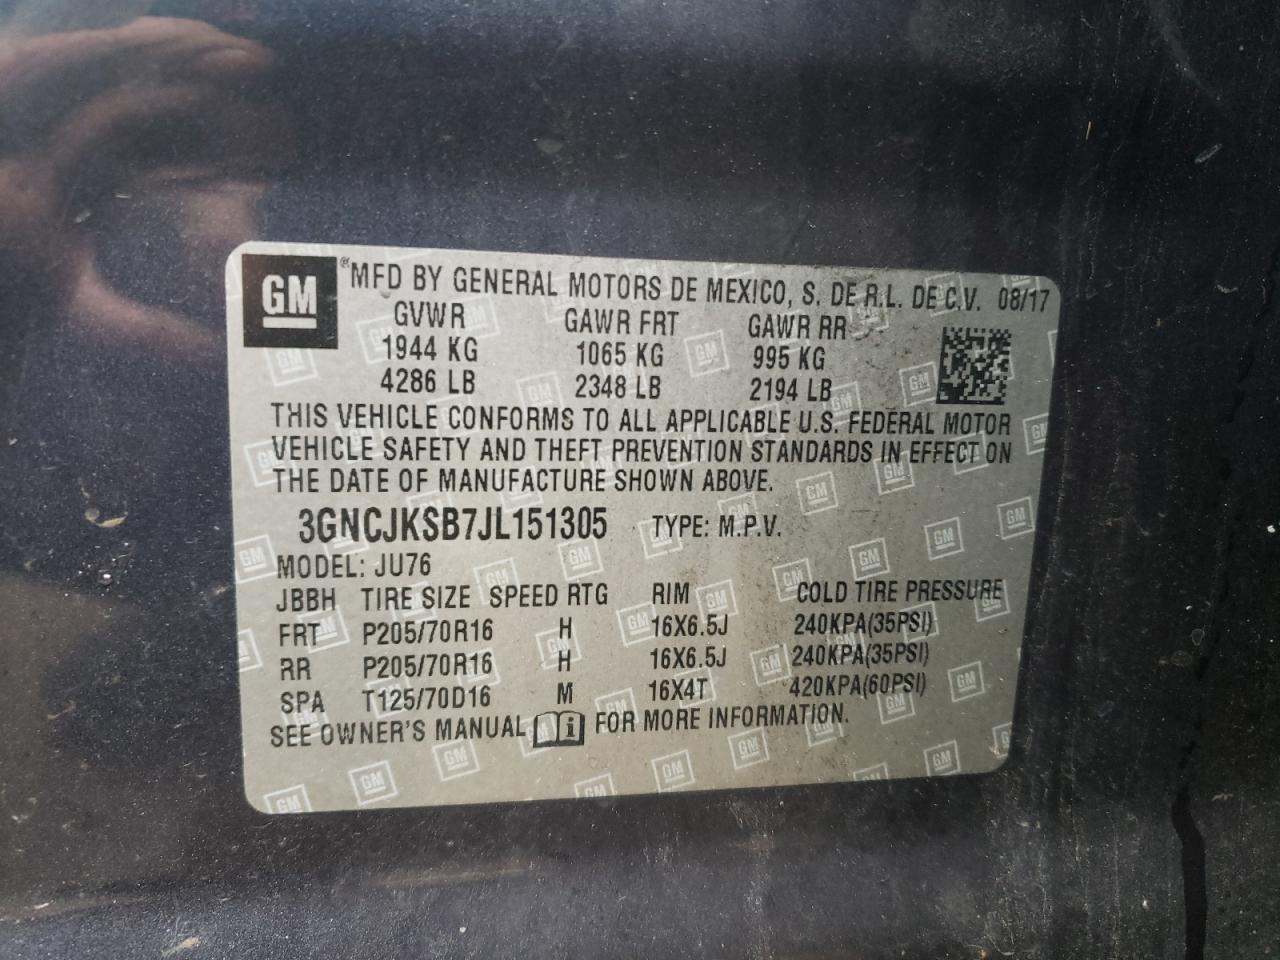 GM ® MFD BY GENERAL MOTORS DE MEXICO, S. DE R.L. DE C.V. 08/17
GVWR GAWR FRT GAWR RR
1944 KG 1065 KG 995 KG
4286 LB 2348 LB 2194 LB
THIS VEHICLE CONFORMS TO ALL APPLICABLE U.S. FEDERAL MOTOR
VEHICLE SAFETY AND THEFT PREVENTION STANDARDS IN EFFECT ON
THE DATE OF MANUFACTURE SHOWN ABOVE.
3GNCJKSB7JL151305 TYPE: M.P.V.
MODEL: JU76
JBBH TIRE SIZE SPEED RTG RIM COLD TIRE PRESSURE
FRT P205/70R16 H 16X6.5J 240KPA(35PSI)
RR P205/70R16 H 16X6.5J 240KPA(35PSI)
SPA T125/70D16 M 16X4T 420KPA(60PSI)
SEE OWNER'S MANUAL i FOR MORE INFORMATION.